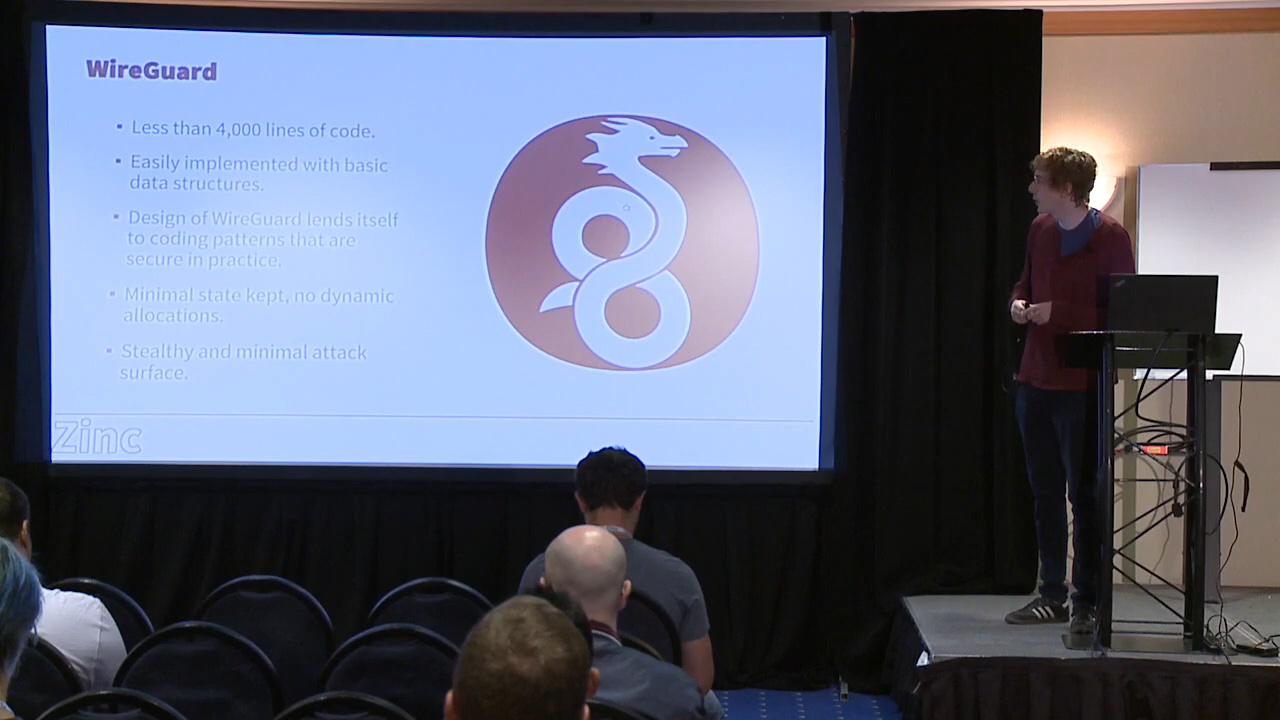 WireGuard
▪ Less than 4,000 lines of code.
▪ Easily implemented with basic
data structures.
▪ Design of WireGuard lends itself
to coding patterns that are
secure in practice.
▪ Minimal state kept, no dynamic
allocations.
▪ Stealthy and minimal attack
surface.
Zinc